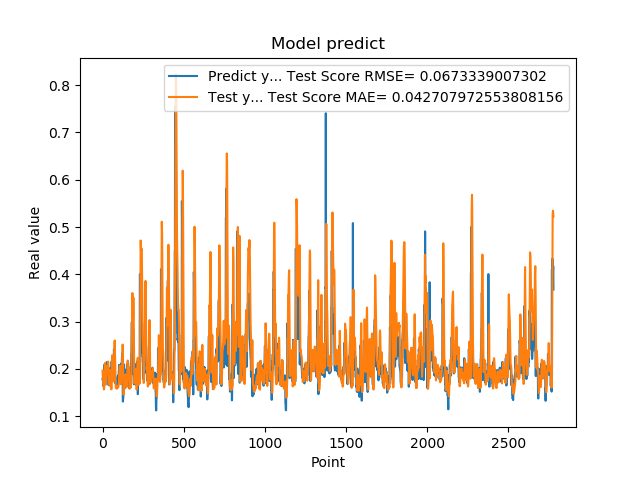 Model predict
Predict y... Test Score RMSE= 0.0673339007302
Test y... Test Score MAE= 0.042707972553808156
0.8
0.7
0.6
0.5
0.4
0.3
0.2
0.1
Real value
0 500 1000 1500 2000 2500
Point